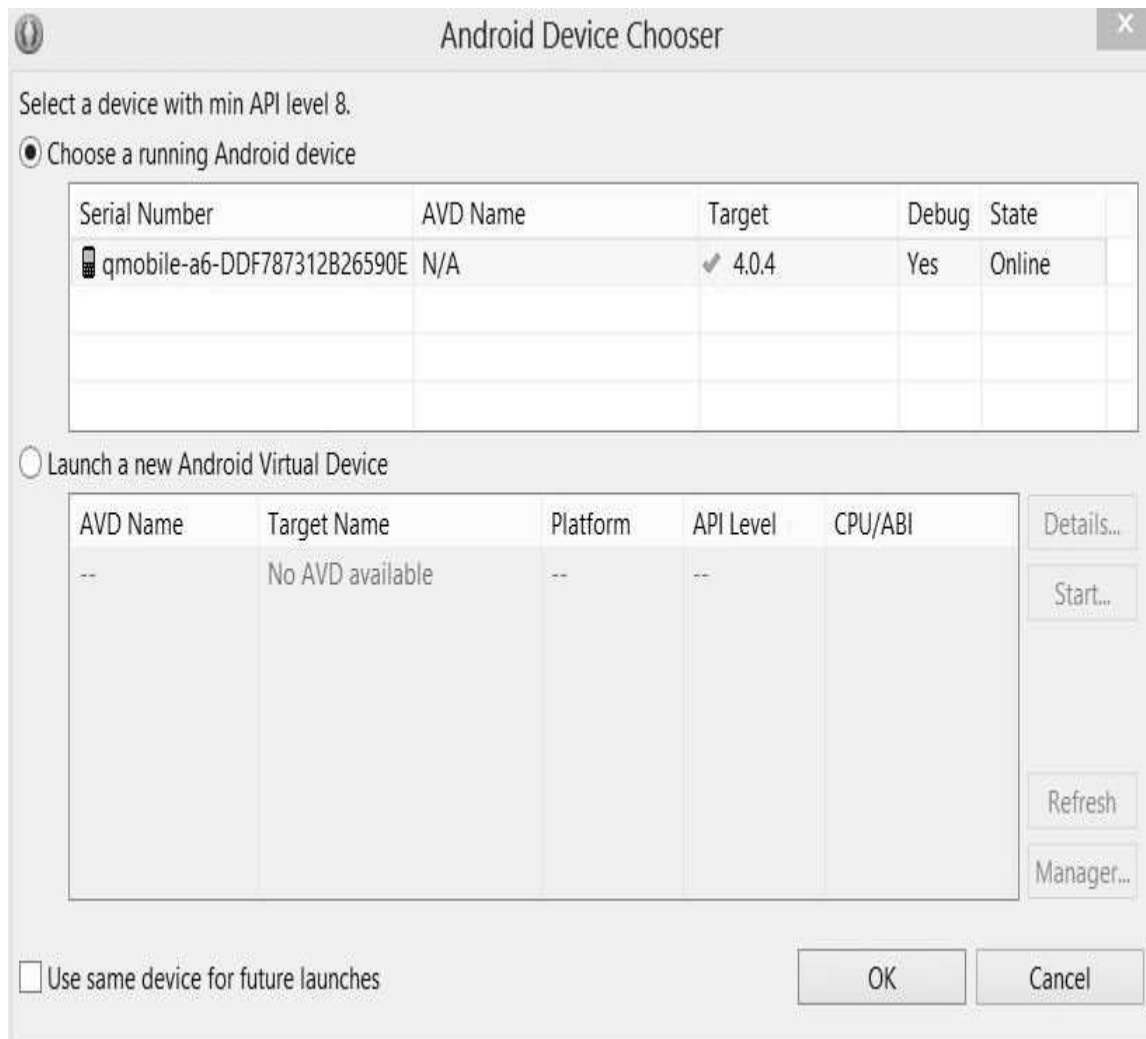 Android Device Chooser
X
Select a device with min API level 8.
Choose a running Android device
Serial Number AVD Name Target Debug State
qmobile-a6-DDF787312B26590E N/A 4.0.4 Yes Online
Launch a new Android Virtual Device
AVD Name Target Name Platform API Level CPU/ABI
-- No AVD available -- --
Details...
Start...
Refresh
Manager...
Use same device for future launches
OK Cancel